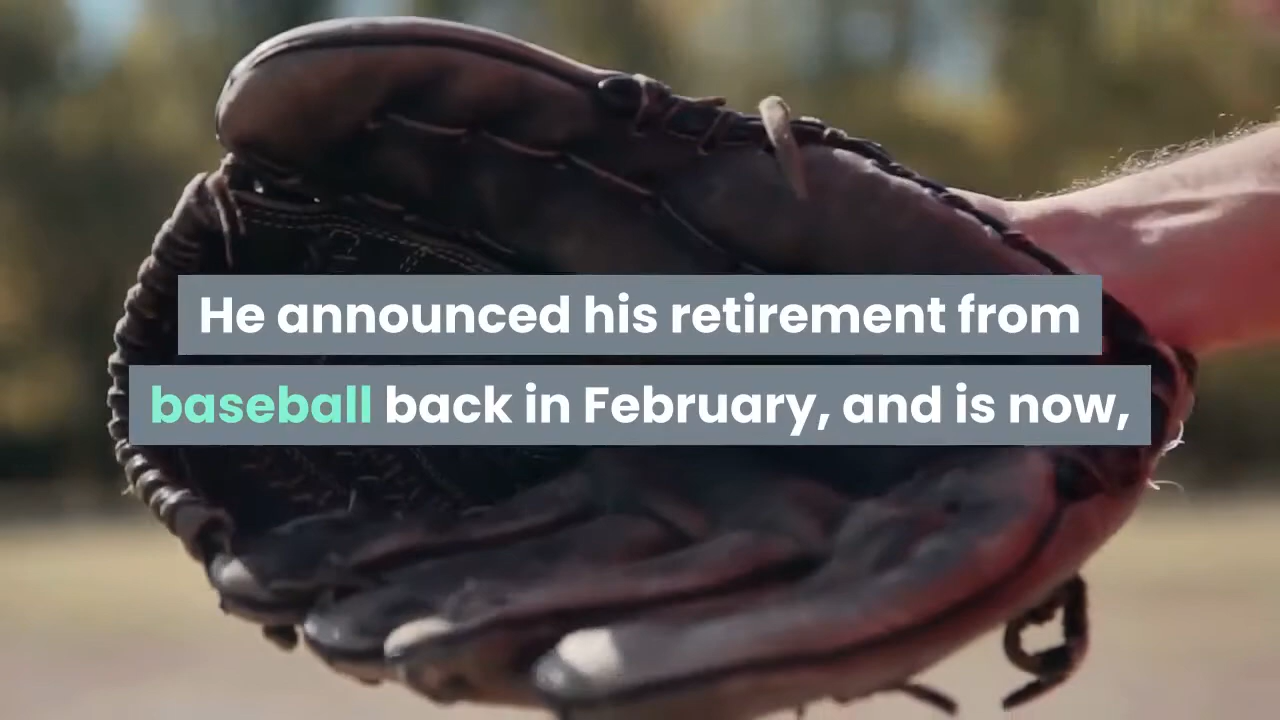 He announced his retirement from
baseball back in February, and is now,